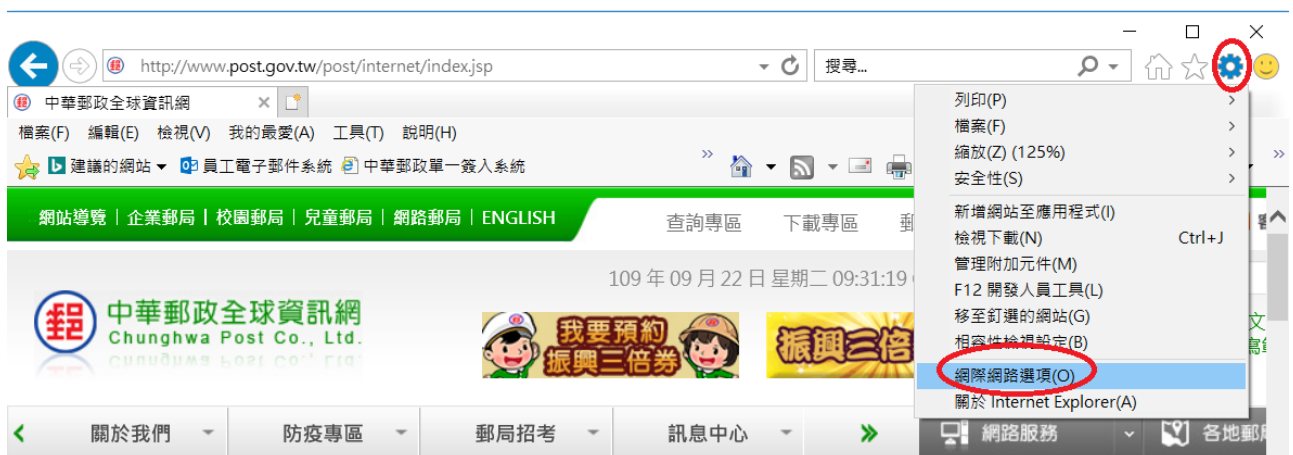 http://www.post.gov.tw/post/internet/index.jsp
搜尋...
中華郵政全球資訊網
檔案(F) 編輯(E) 檢視(V) 我的最愛(A) 工具(T) 說明(H)
建議的網站 員工電子郵件系統 中華郵政單一簽入系統
列印(P)
檔案(F)
縮放(Z) (125%)
安全性(S)
新增網站至應用程式(I)
檢視下載(N) Ctrl+J
管理附加元件(M)
F12 開發人員工具(L)
移至釘選的網站(G)
相容性檢視設定(B)
網際網路選項(O)
關於 Internet Explorer(A)
網站導覽 | 企業郵局 | 校園郵局 | 兒童郵局 | 網路郵局 | ENGLISH
查詢專區 下載專區 郵
109 年 09 月 22 日 星期二 09:31:19
郵 中華郵政全球資訊網
Chunghwa Post Co., Ltd.
我要預約
振興三倍券
振興三倍
關於我們 防疫專區 郵局招考 訊息中心 網路服務 各地郵局